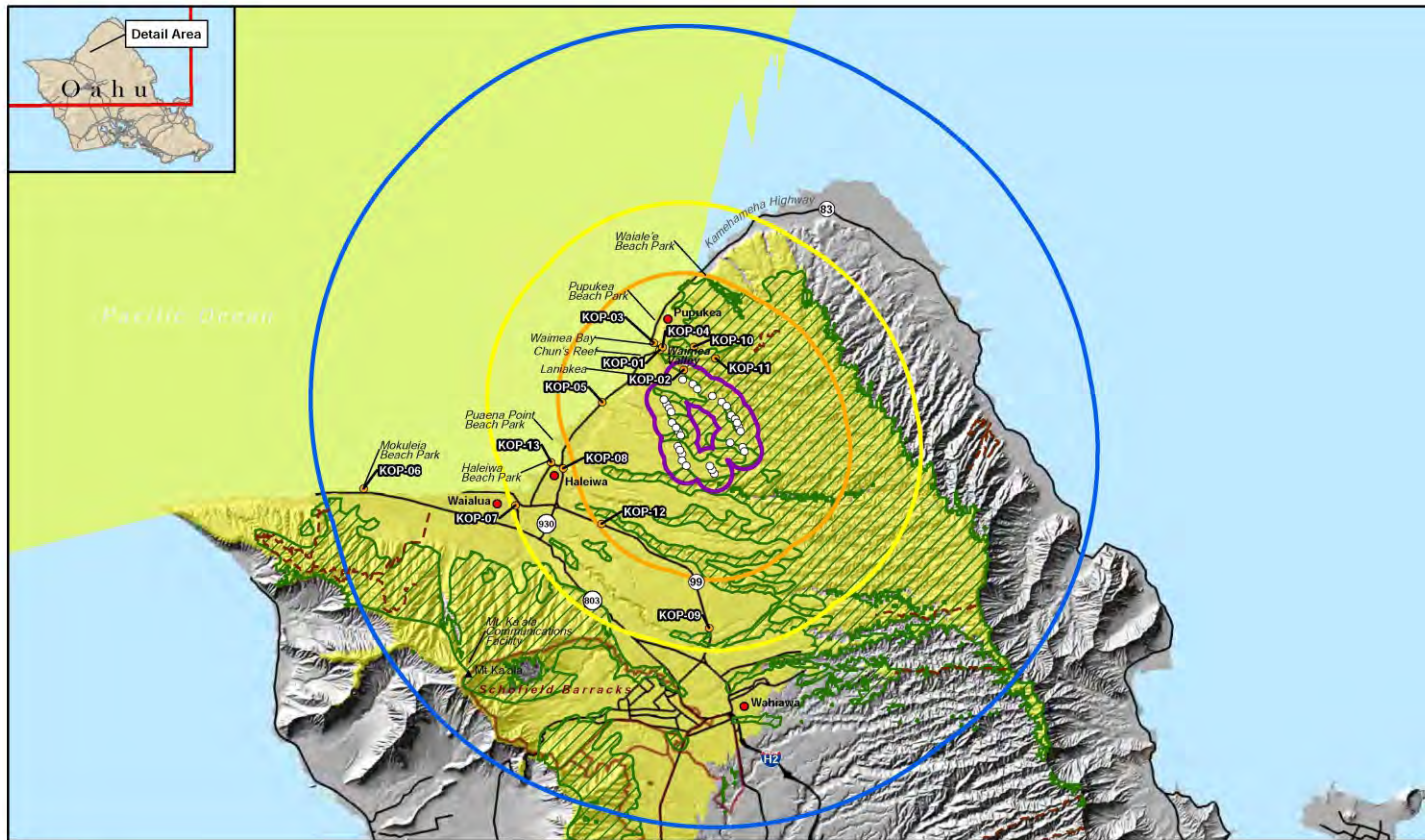 Detail Area
Oahu
Pacific Ocean
Kamehameha Highway
83
Waiale'e
Beach Park
Pupukea
Beach Park
Pupukea
KOP-03
KOP-04
KOP-10
Waimea Bay
Chun's Reef
KOP-01
Waimea
Valley
KOP-11
Laniakea
KOP-02
KOP-05
Puaena Point
Beach Park
KOP-13
KOP-08
Mokuleia
Beach Park
KOP-06
Haleiwa
Beach Park
Haleiwa
Waialua
KOP-07
KOP-12
930
99
803
KOP-09
Mt. Ka'ala
Communications
Facility
Mt Ka'ala
Schofield Barracks
Wahiawa
H2